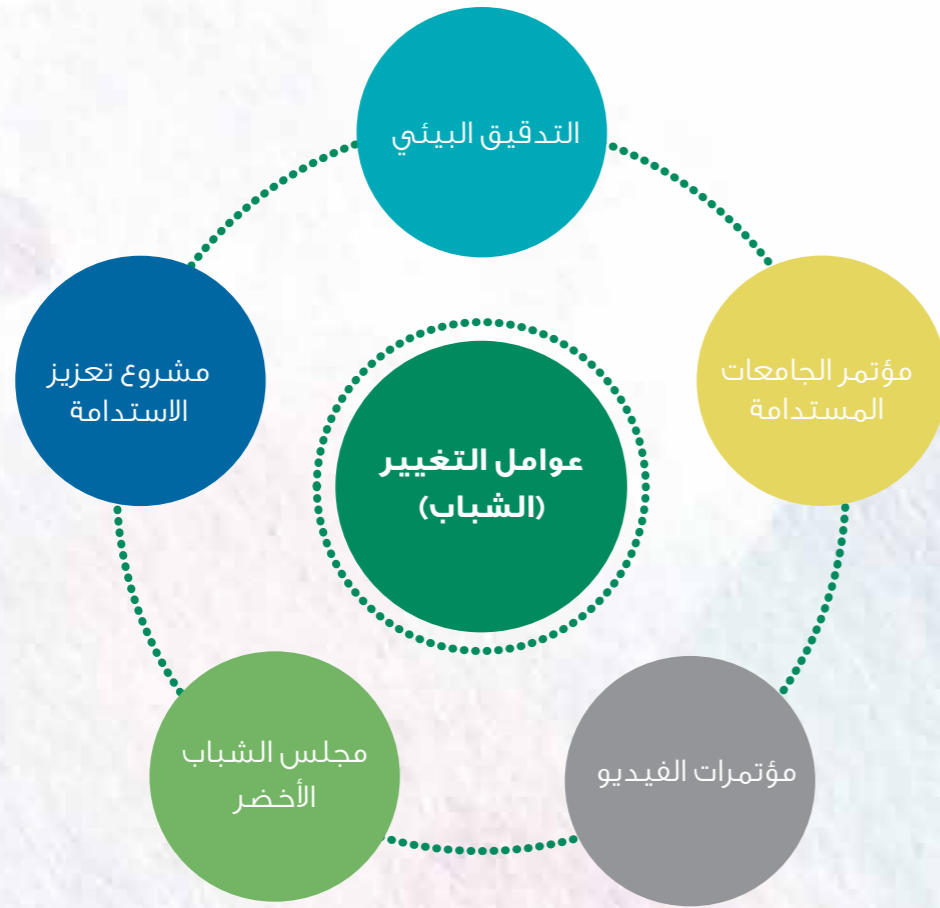 التدقيق البيئي
مؤتمر الجامعات
المستدامة
مشروع تعزيز
الاستدامة
عوامل التغيير
(الشباب)
مؤتمرات الفيديو
مجلس الشباب
الأخضر